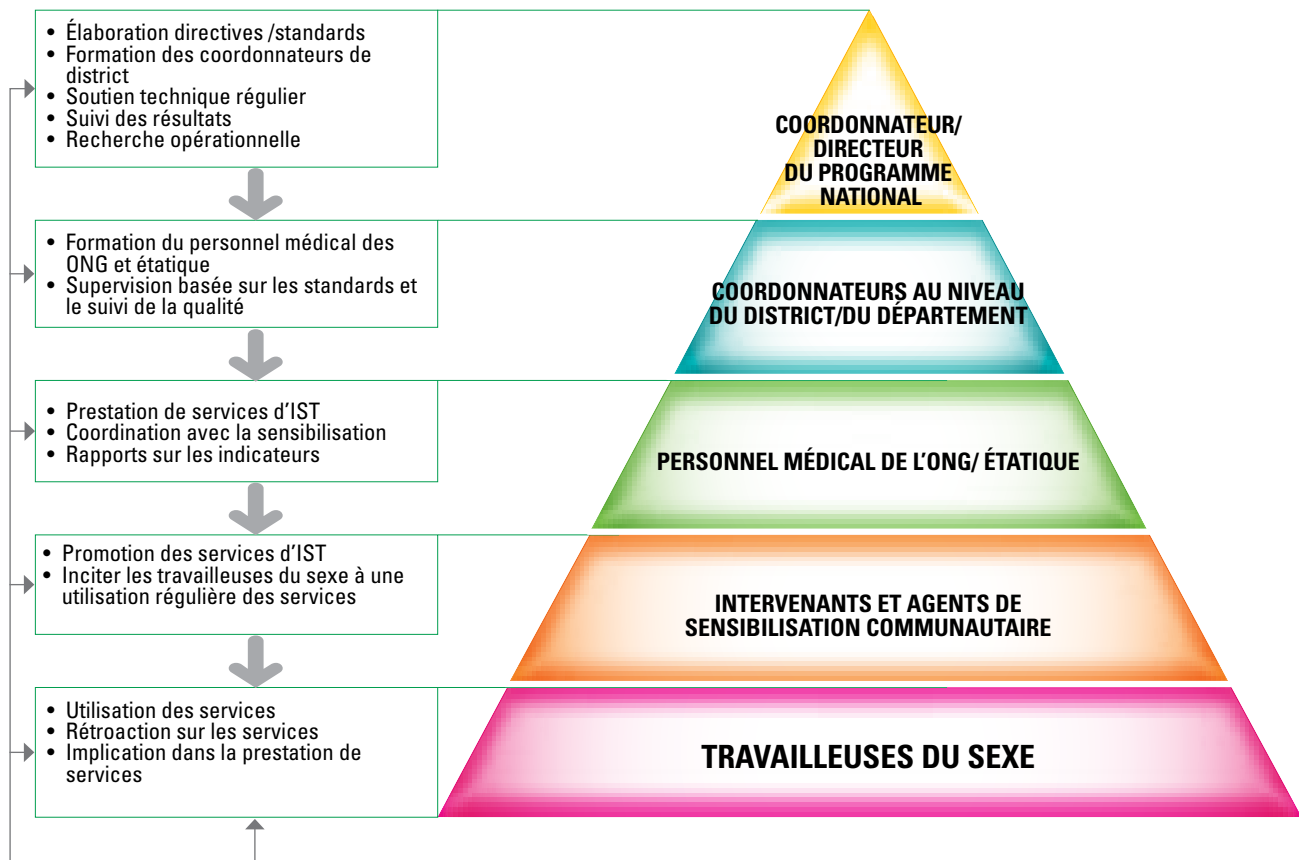 • Élaboration directives /standards
• Formation des coordonnateurs de
district
• Soutien technique régulier
• Suivi des résultats
• Recherche opérationnelle
COORDONNATEUR/
DIRECTEUR
DU PROGRAMME
NATIONAL
• Formation du personnel médical des
ONG et étatique
• Supervision basée sur les standards et
le suivi de la qualité
COORDONNATEURS AU NIVEAU
DU DISTRICT/DU DÉPARTEMENT
• Prestation de services d'IST
• Coordination avec la sensibilisation
• Rapports sur les indicateurs
PERSONNEL MÉDICAL DE L'ONG/ ÉTATIQUE
• Promotion des services d'IST
• Inciter les travailleuses du sexe à une
utilisation régulière des services
INTERVENANTS ET AGENTS DE
SENSIBILISATION COMMUNAUTAIRE
• Utilisation des services
• Rétroaction sur les services
• Implication dans la prestation de
services
TRAVAILLEUSES DU SEXE